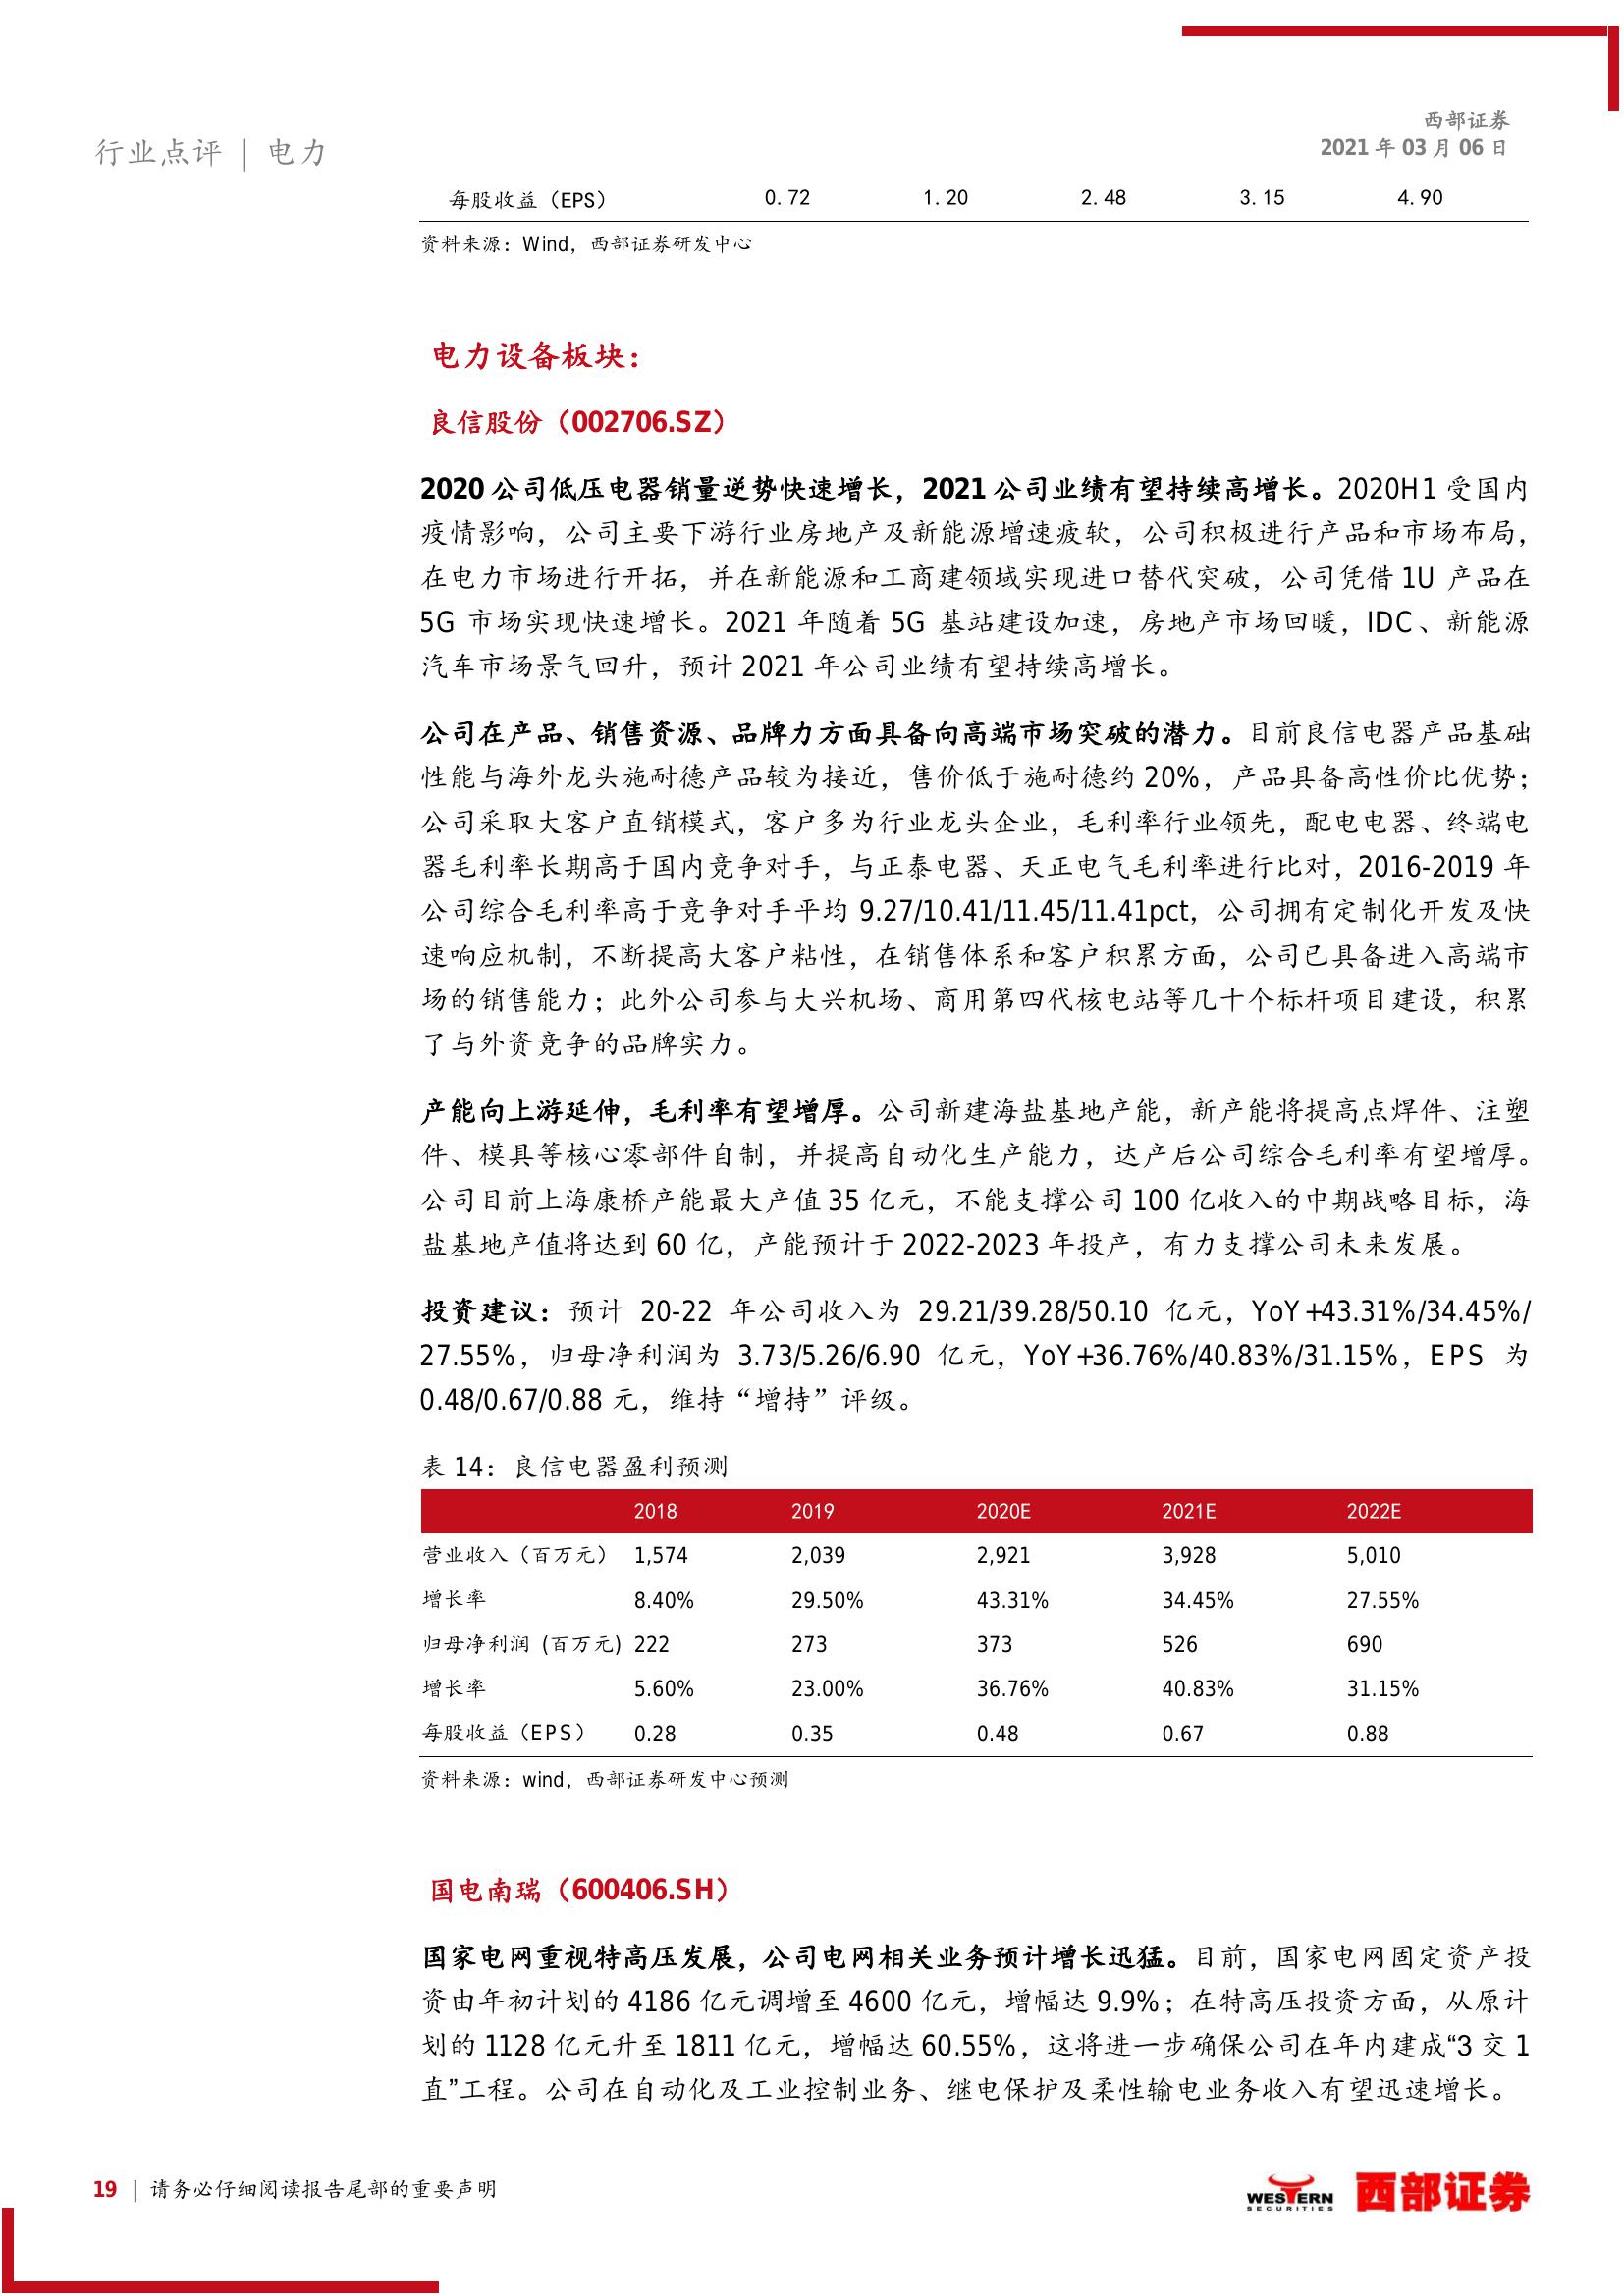 行业点评 | 电力
西部证券
2021 年 03 月 06 日
每股收益（EPS） 0.72 1.20 2.48 3.15 4.90
资料来源：Wind，西部证券研发中心
电力设备板块：
良信股份（002706.SZ）
2020 公司低压电器销量逆势快速增长，2021 公司业绩有望持续高增长。2020H1 受国内
疫情影响，公司主要下游行业房地产及新能源增速疲软，公司积极进行产品和市场布局，
在电力市场进行开拓，并在新能源和工商建领域实现进口替代突破，公司凭借 1U 产品在
5G 市场实现快速增长。2021 年随着 5G 基站建设加速，房地产市场回暖，IDC、新能源
汽车市场景气回升，预计 2021 年公司业绩有望持续高增长。
公司在产品、销售资源、品牌力方面具备向高端市场突破的潜力。目前良信电器产品基础
性能与海外龙头施耐德产品较为接近，售价低于施耐德约 20%，产品具备高性价比优势；
公司采取大客户直销模式，客户多为行业龙头企业，毛利率行业领先，配电电器、终端电
器毛利率长期高于国内竞争对手，与正泰电器、天正电气毛利率进行比对，2016-2019 年
公司综合毛利率高于竞争对手平均 9.27/10.41/11.45/11.41pct，公司拥有定制化开发及快
速响应机制，不断提高大客户粘性，在销售体系和客户积累方面，公司已具备进入高端市
场的销售能力；此外公司参与大兴机场、商用第四代核电站等几十个标杆项目建设，积累
了与外资竞争的品牌实力。
产能向上游延伸，毛利率有望增厚。公司新建海盐基地产能，新产能将提高点焊件、注塑
件、模具等核心零部件自制，并提高自动化生产能力，达产后公司综合毛利率有望增厚。
公司目前上海康桥产能最大产值 35 亿元，不能支撑公司 100 亿收入的中期战略目标，海
盐基地产值将达到 60 亿，产能预计于 2022-2023 年投产，有力支撑公司未来发展。
投资建议：预计 20-22 年公司收入为 29.21/39.28/50.10 亿元，YoY+43.31%/34.45%/
27.55%，归母净利润为 3.73/5.26/6.90 亿元，YoY+36.76%/40.83%/31.15%，EPS 为
0.48/0.67/0.88 元，维持“增持”评级。
表 14：良信电器盈利预测
2018 2019 2020E 2021E 2022E
营业收入（百万元） 1,574 2,039 2,921 3,928 5,010
增长率 8.40% 29.50% 43.31% 34.45% 27.55%
归母净利润 (百万元) 222 273 373 526 690
增长率 5.60% 23.00% 36.76% 40.83% 31.15%
每股收益（EPS） 0.28 0.35 0.48 0.67 0.88
资料来源：wind，西部证券研发中心预测
国电南瑞（600406.SH）
国家电网重视特高压发展，公司电网相关业务预计增长迅猛。目前，国家电网固定资产投
资由年初计划的 4186 亿元调增至 4600 亿元，增幅达 9.9%；在特高压投资方面，从原计
划的 1128 亿元升至 1811 亿元，增幅达 60.55%，这将进一步确保公司在年内建成“3 交 1
直”工程。公司在自动化及工业控制业务、继电保护及柔性输电业务收入有望迅速增长。
19 | 请务必仔细阅读报告尾部的重要声明
WESTERN
SECURITIES
西部证券